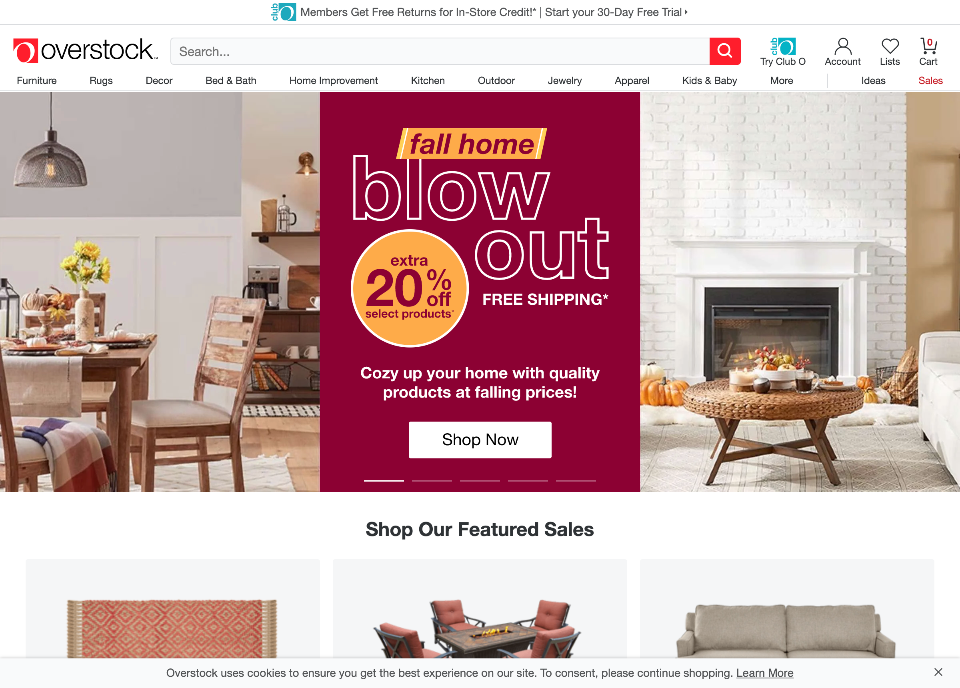 club O Members Get Free Returns for In-Store Credit!* | Start your 30-Day Free Trial
overstock
Search...
club O
Try Club O
Account
Lists
0
Cart
Furniture Rugs Decor Bed & Bath Home Improvement Kitchen Outdoor Jewelry Apparel Kids & Baby More Ideas Sales
fall home
blow
out
extra
20% off
select products*
FREE SHIPPING*
Cozy up your home with quality
products at falling prices!
Shop Now
Shop Our Featured Sales
Overstock uses cookies to ensure you get the best experience on our site. To consent, please continue shopping. Learn More